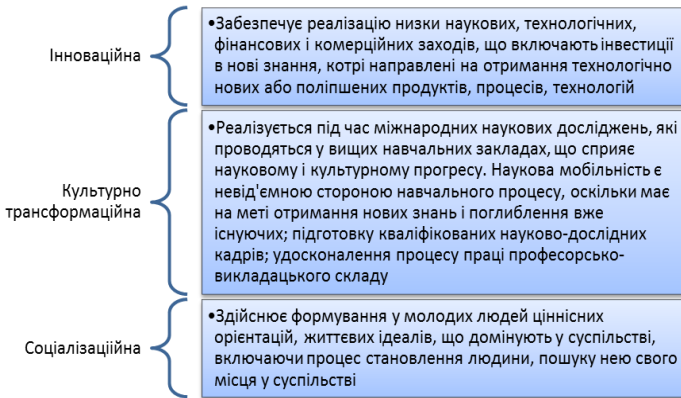 Інноваційна
•Забезпечує реалізацію низки наукових, технологічних,
фінансових і комерційних заходів, що включають інвестиції
в нові знання, котрі направлені на отримання технологічно
нових або поліпшених продуктів, процесів, технологій
Культурно
трансформаційна
•Реалізується під час міжнародних наукових досліджень, які
проводяться у вищих навчальних закладах, що сприяє
науковому і культурному прогресу. Наукова мобільність є
невід'ємною стороною навчального процесу, оскільки має
на меті отримання нових знань і поглиблення вже
існуючих; підготовку кваліфікованих науково-дослідних
кадрів; удосконалення процесу праці професорсько-
викладацького складу
Соціалізаціійна
•Здійснює формування у молодих людей ціннісних
орієнтацій, життєвих ідеалів, що домінують у суспільстві,
включаючи процес становлення людини, пошуку нею свого
місця у суспільстві